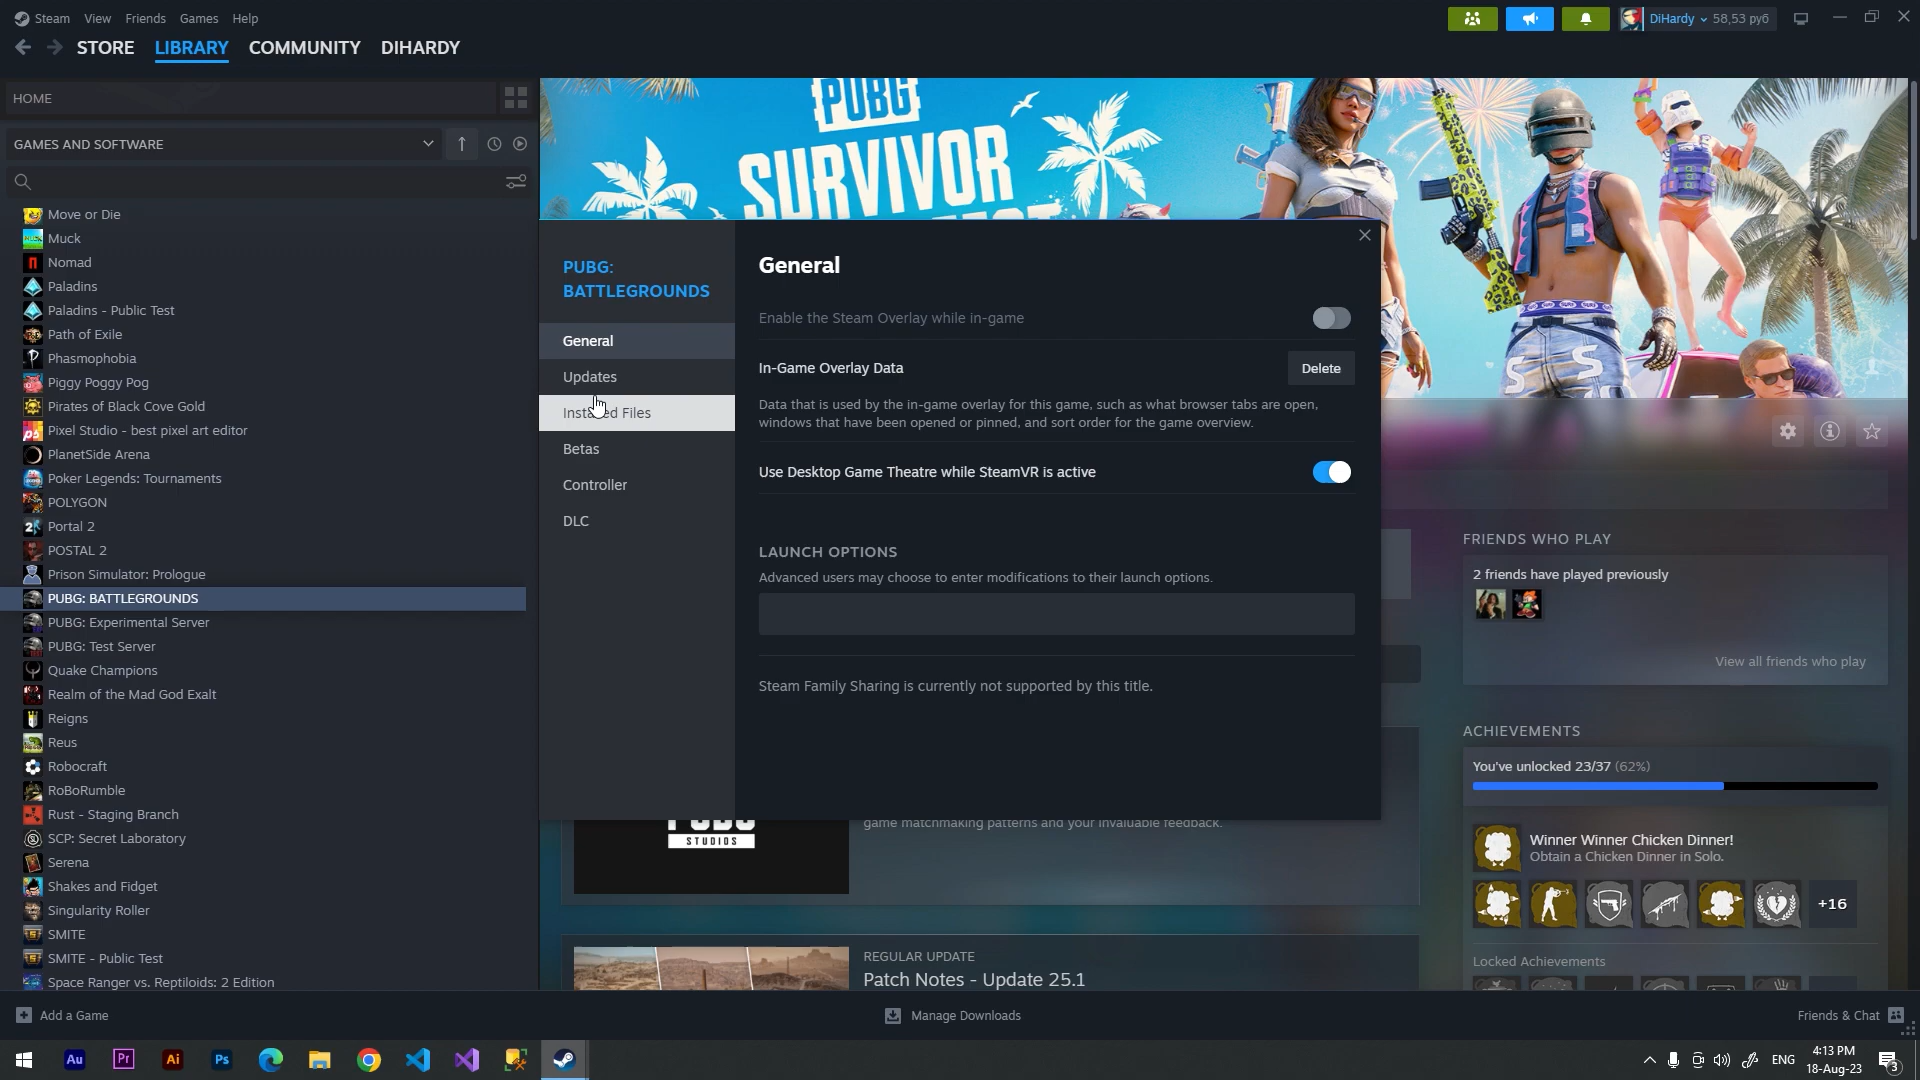 Steam View Friends Games Help
DiHardy 58,53 руб
STORE LIBRARY COMMUNITY DIHARDY
HOME
GAMES AND SOFTWARE
Move or Die
Muck
Nomad
Paladins
Paladins - Public Test
Path of Exile
Phasmophobia
Piggy Poggy Pog
Pirates of Black Cove Gold
Pixel Studio - best pixel art editor
PlanetSide Arena
Poker Legends: Tournaments
POLYGON
Portal 2
POSTAL 2
Prison Simulator: Prologue
PUBG: BATTLEGROUNDS
PUBG: Experimental Server
PUBG: Test Server
Quake Champions
Realm of the Mad God Exalt
Reigns
Reus
Robocraft
RoBoRumble
Rust - Staging Branch
SCP: Secret Laboratory
Serena
Shakes and Fidget
Singularity Roller
SMITE
SMITE - Public Test
Space Ranger vs. Reptiloids: 2 Edition
PUBG
SURVIVOR
PUBG:
BATTLEGROUNDS
General
Updates
Installed Files
Betas
Controller
DLC
General
Enable the Steam Overlay while in-game
In-Game Overlay Data
Delete
Data that is used by the in-game overlay for this game, such as what browser tabs are open,
windows that have been opened or pinned, and sort order for the game overview.
Use Desktop Game Theatre while SteamVR is active
LAUNCH OPTIONS
Advanced users may choose to enter modifications to their launch options.
Steam Family Sharing is currently not supported by this title.
STUDIOS
game matchmaking patterns and your invaluable feedback.
REGULAR UPDATE
Patch Notes - Update 25.1
FRIENDS WHO PLAY
2 friends have played previously
View all friends who play
ACHIEVEMENTS
You've unlocked 23/37 (62%)
Winner Winner Chicken Dinner!
Obtain a Chicken Dinner in Solo.
+16
Locked Achievements
Add a Game
Manage Downloads
Friends & Chat
Au Pr Ai Ps
ENG
4:13 PM
18-Aug-23
3